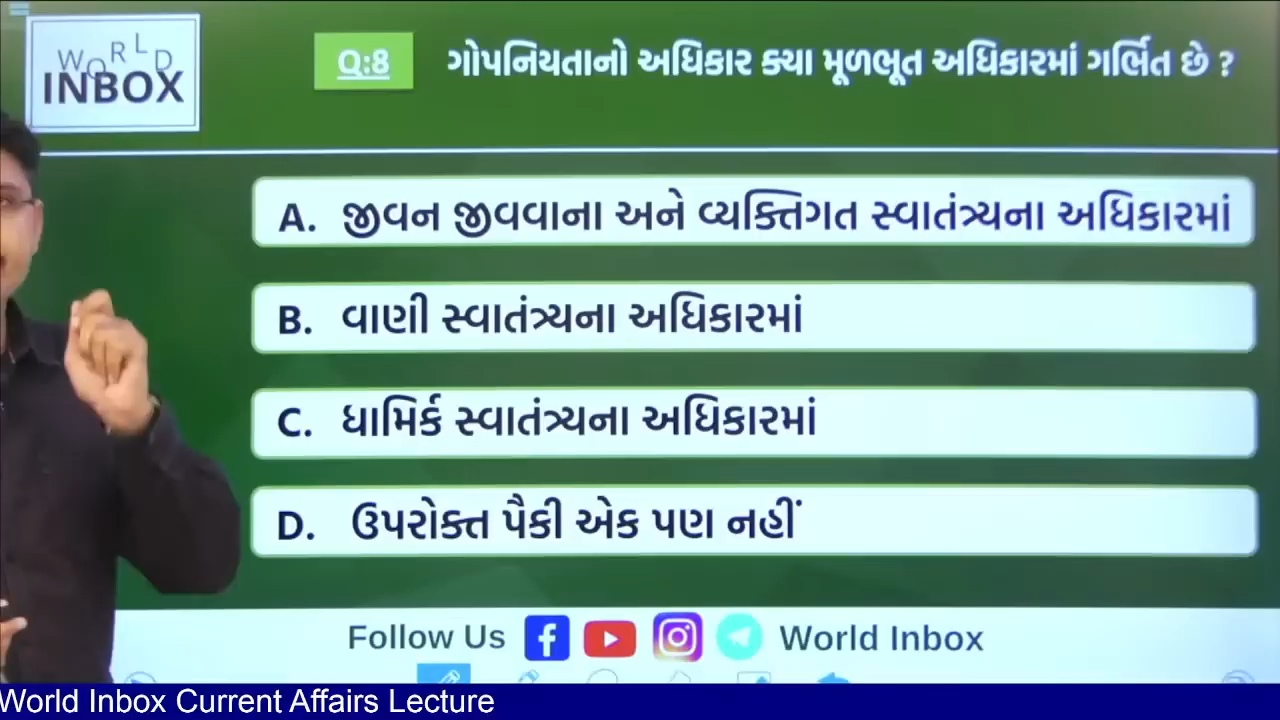 WORLD
INBOX
Q:8 ગોપનિયતાનો અધિકાર ક્યા મૂળભૂત અધિકારમાં ગર્ભિત છે ?
A. જીવન જીવવાના અને વ્યક્તિગત સ્વાતંત્ર્યના અધિકારમાં
B. વાણી સ્વાતંત્ર્યના અધિકારમાં
C. ધામિર્ક સ્વાતંત્ર્યના અધિકારમાં
D. ઉપરોક્ત પૈકી એક પણ નહીં
Follow Us World Inbox
World Inbox Current Affairs Lecture